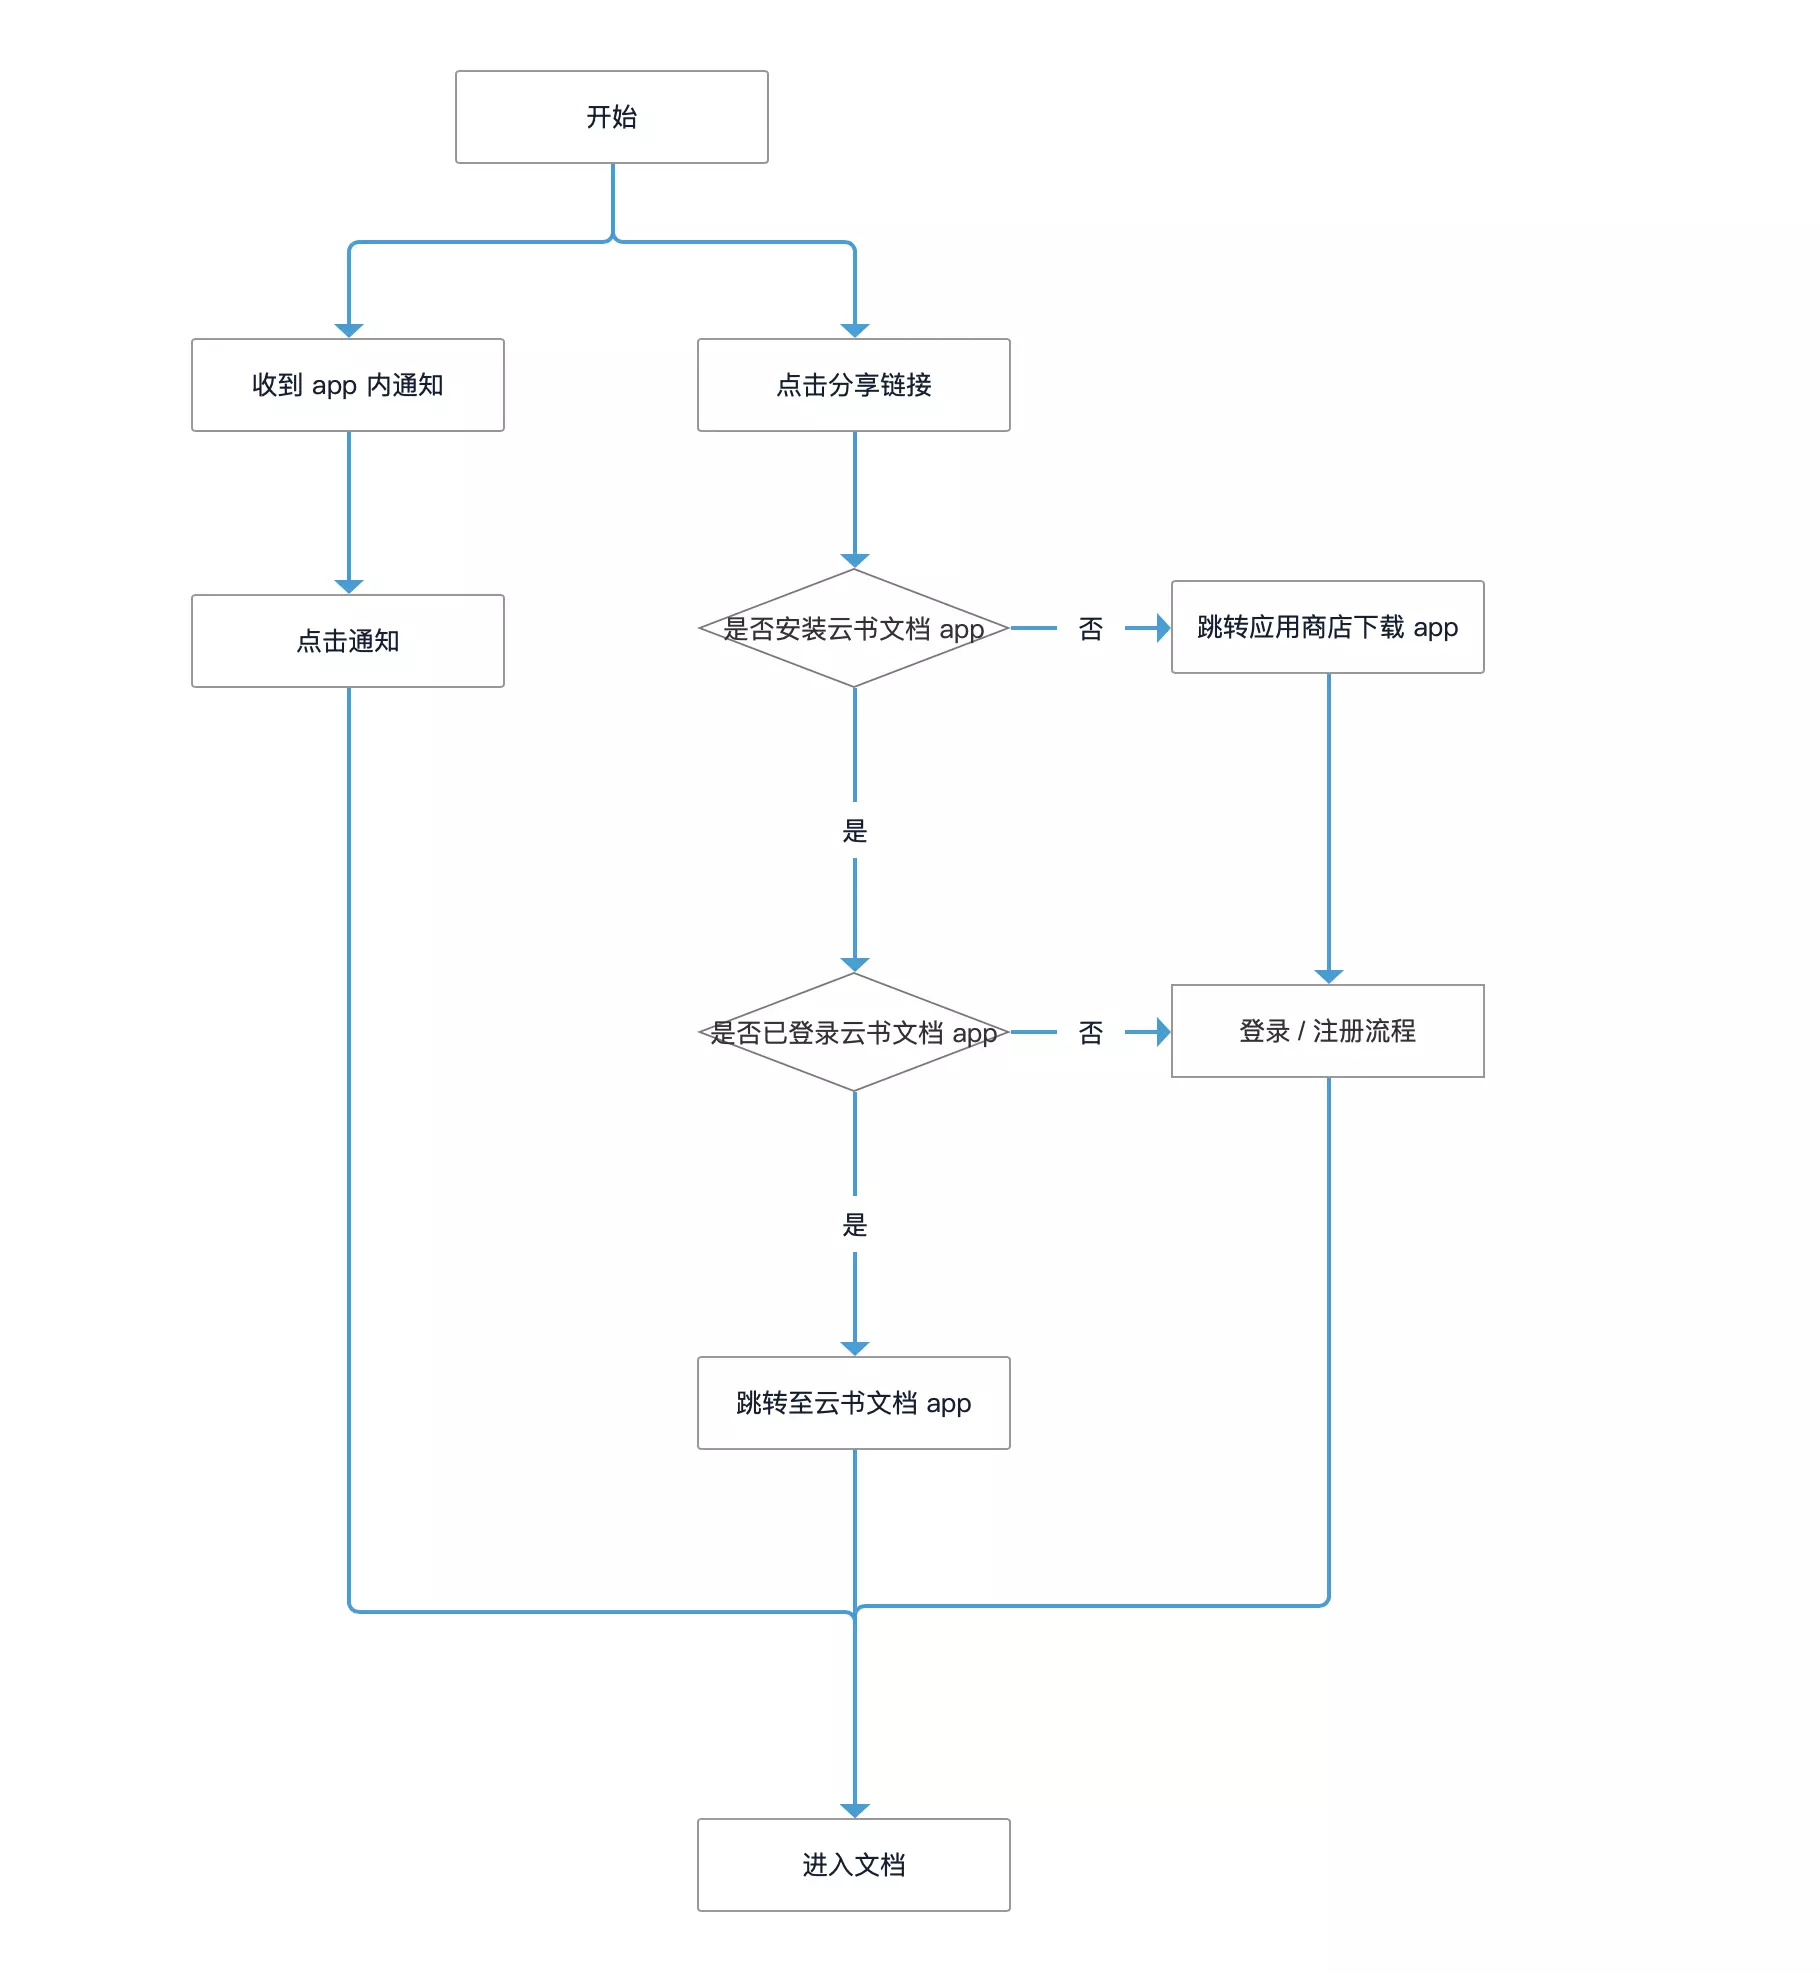 开始
收到 app 内通知
点击分享链接
点击通知
是否安装云书文档 app
否
跳转应用商店下载 app
是
是否已登录云书文档 app
否
登录 / 注册流程
是
跳转至云书文档 app
进入文档